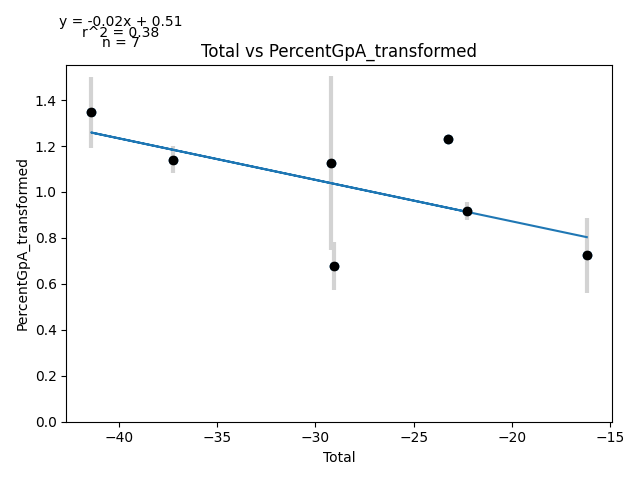 y = -0.02x + 0.51
r^2 = 0.38
n = 7
Total vs PercentGpA_transformed
PercentGpA_transformed
1.4
1.2
1.0
0.8
0.6
0.4
0.2
0.0
−40
−35
−30
−25
−20
−15
Total